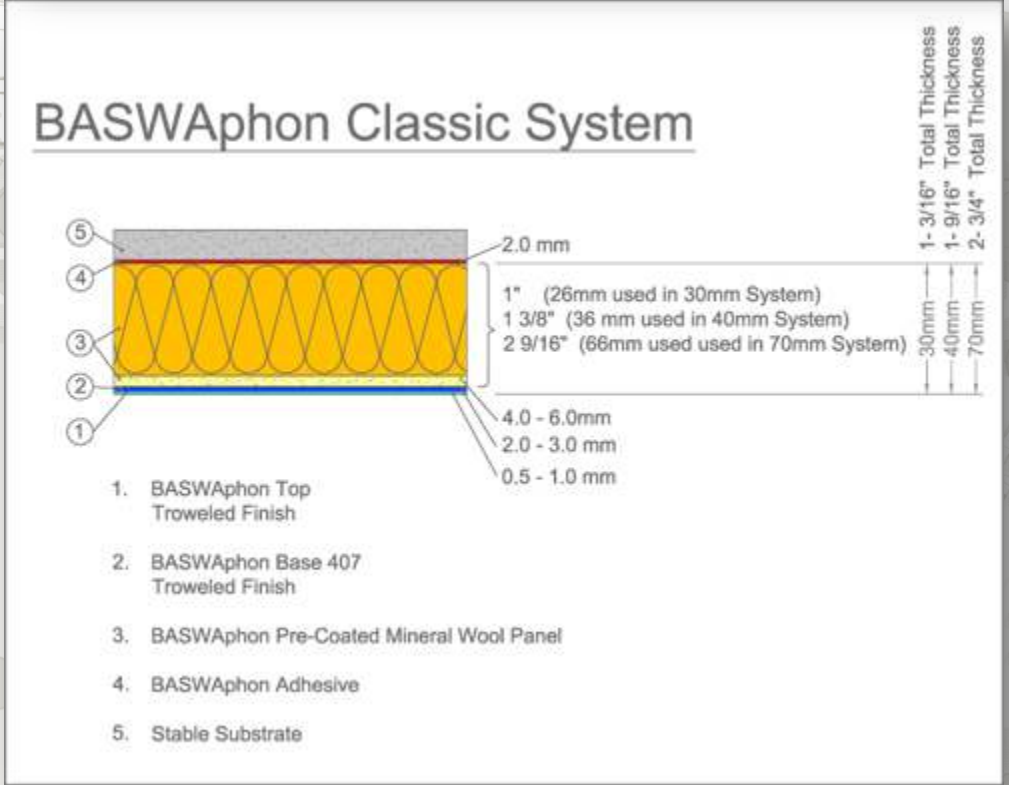 BASWAphon Classic System
1- 3/16" Total Thickness
1- 9/16" Total Thickness
2- 3/4" Total Thickness
5
4
3
2
1
2.0 mm
1" (26mm used in 30mm System)
1 3/8" (36 mm used in 40mm System)
2 9/16" (66mm used used in 70mm System)
30mm
40mm
70mm
4.0 - 6.0mm
2.0 - 3.0 mm
0.5 - 1.0 mm
1. BASWAphon Top
Troweled Finish
2. BASWAphon Base 407
Troweled Finish
3. BASWAphon Pre-Coated Mineral Wool Panel
4. BASWAphon Adhesive
5. Stable Substrate